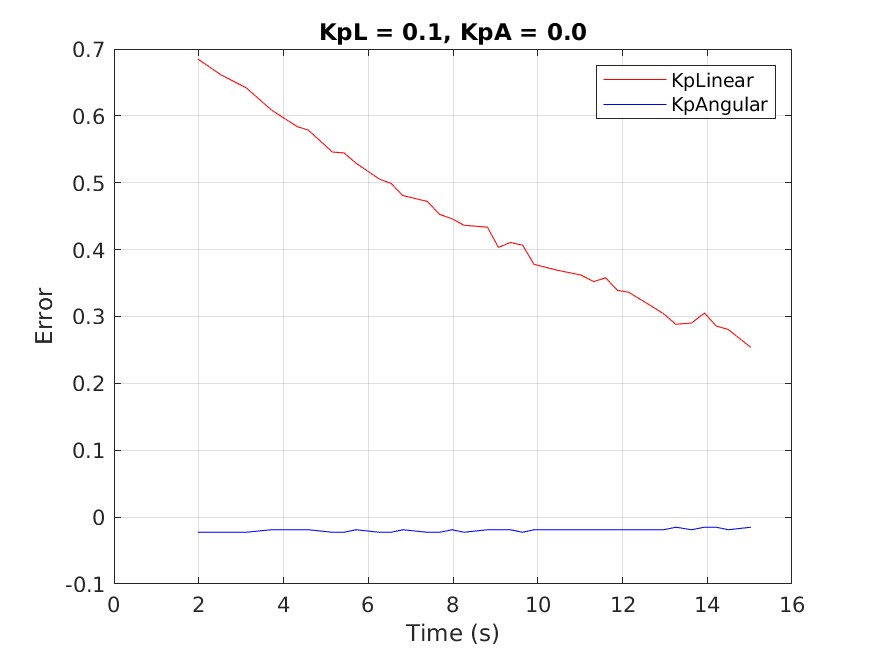 KpL = 0.1, KpA = 0.0
KpLinear
KpAngular
0.7
0.6
0.5
0.4
0.3
0.2
0.1
0
-0.1
Error
0 2 4 6 8 10 12 14 16
Time (s)